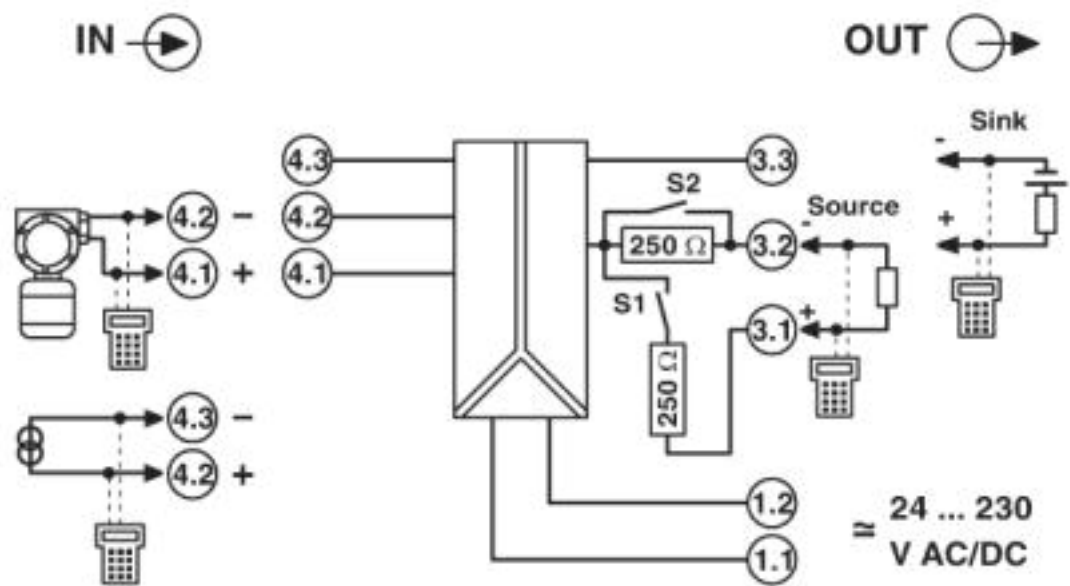 IN
OUT
Sink
-
+
4.3
4.2
4.1
3.3
S2
250 Ω
3.2
Source
-
+
S1
250 Ω
3.1
4.2 -
4.1 +
4.3 -
4.2 +
1.2
1.1
≅ 24 ... 230
V AC/DC